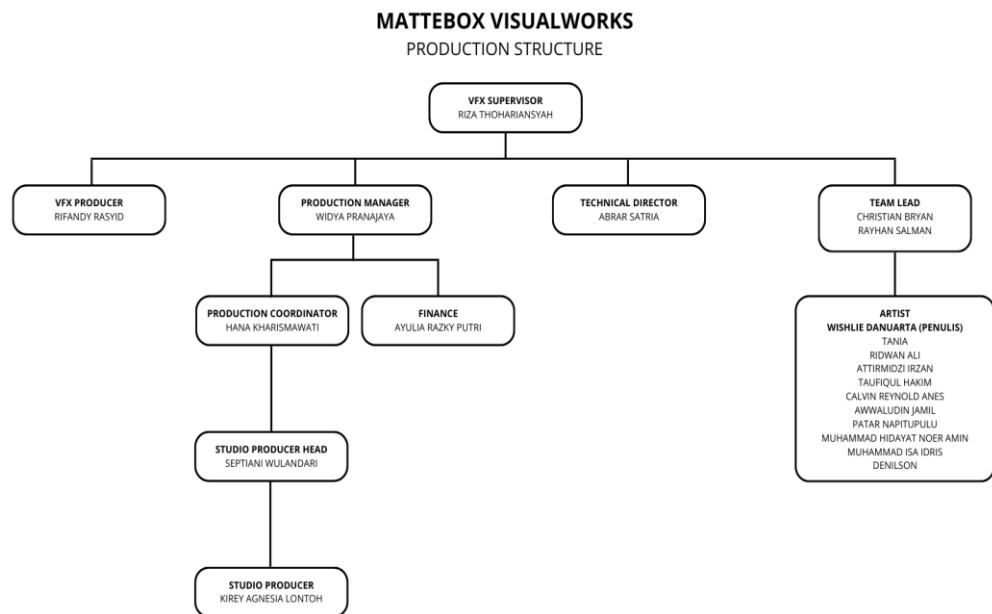 MATTEBOX VISUALWORKS
PRODUCTION STRUCTURE
VFX SUPERVISOR
RIZA THOHARIANSYAH
VFX PRODUCER
RIFANDY RASYID
PRODUCTION MANAGER
WIDYA PRANAJAYA
TECHNICAL DIRECTOR
ABRAR SATRIA
TEAM LEAD
CHRISTIAN BRYAN
RAYHAN SALMAN
PRODUCTION COORDINATOR
HANA KHARISMAWATI
FINANCE
AYULIA RAZKY PUTRI
ARTIST
WISHLIE DANUARTA (PENULIS)
TANIA
RIDWAN ALI
ATTIRMIDZI IRZAN
TAUFIQUL HAKIM
CALVIN REYNOLD ANES
AWWALUDIN JAMIL
PATAR NAPITUPULU
MUHAMMAD HIDAYAT NOER AMIN
MUHAMMAD ISA IDRIS
DENILSON
STUDIO PRODUCER HEAD
SEPTIANI WULANDARI
STUDIO PRODUCER
KIREY AGNESIA LONTOH